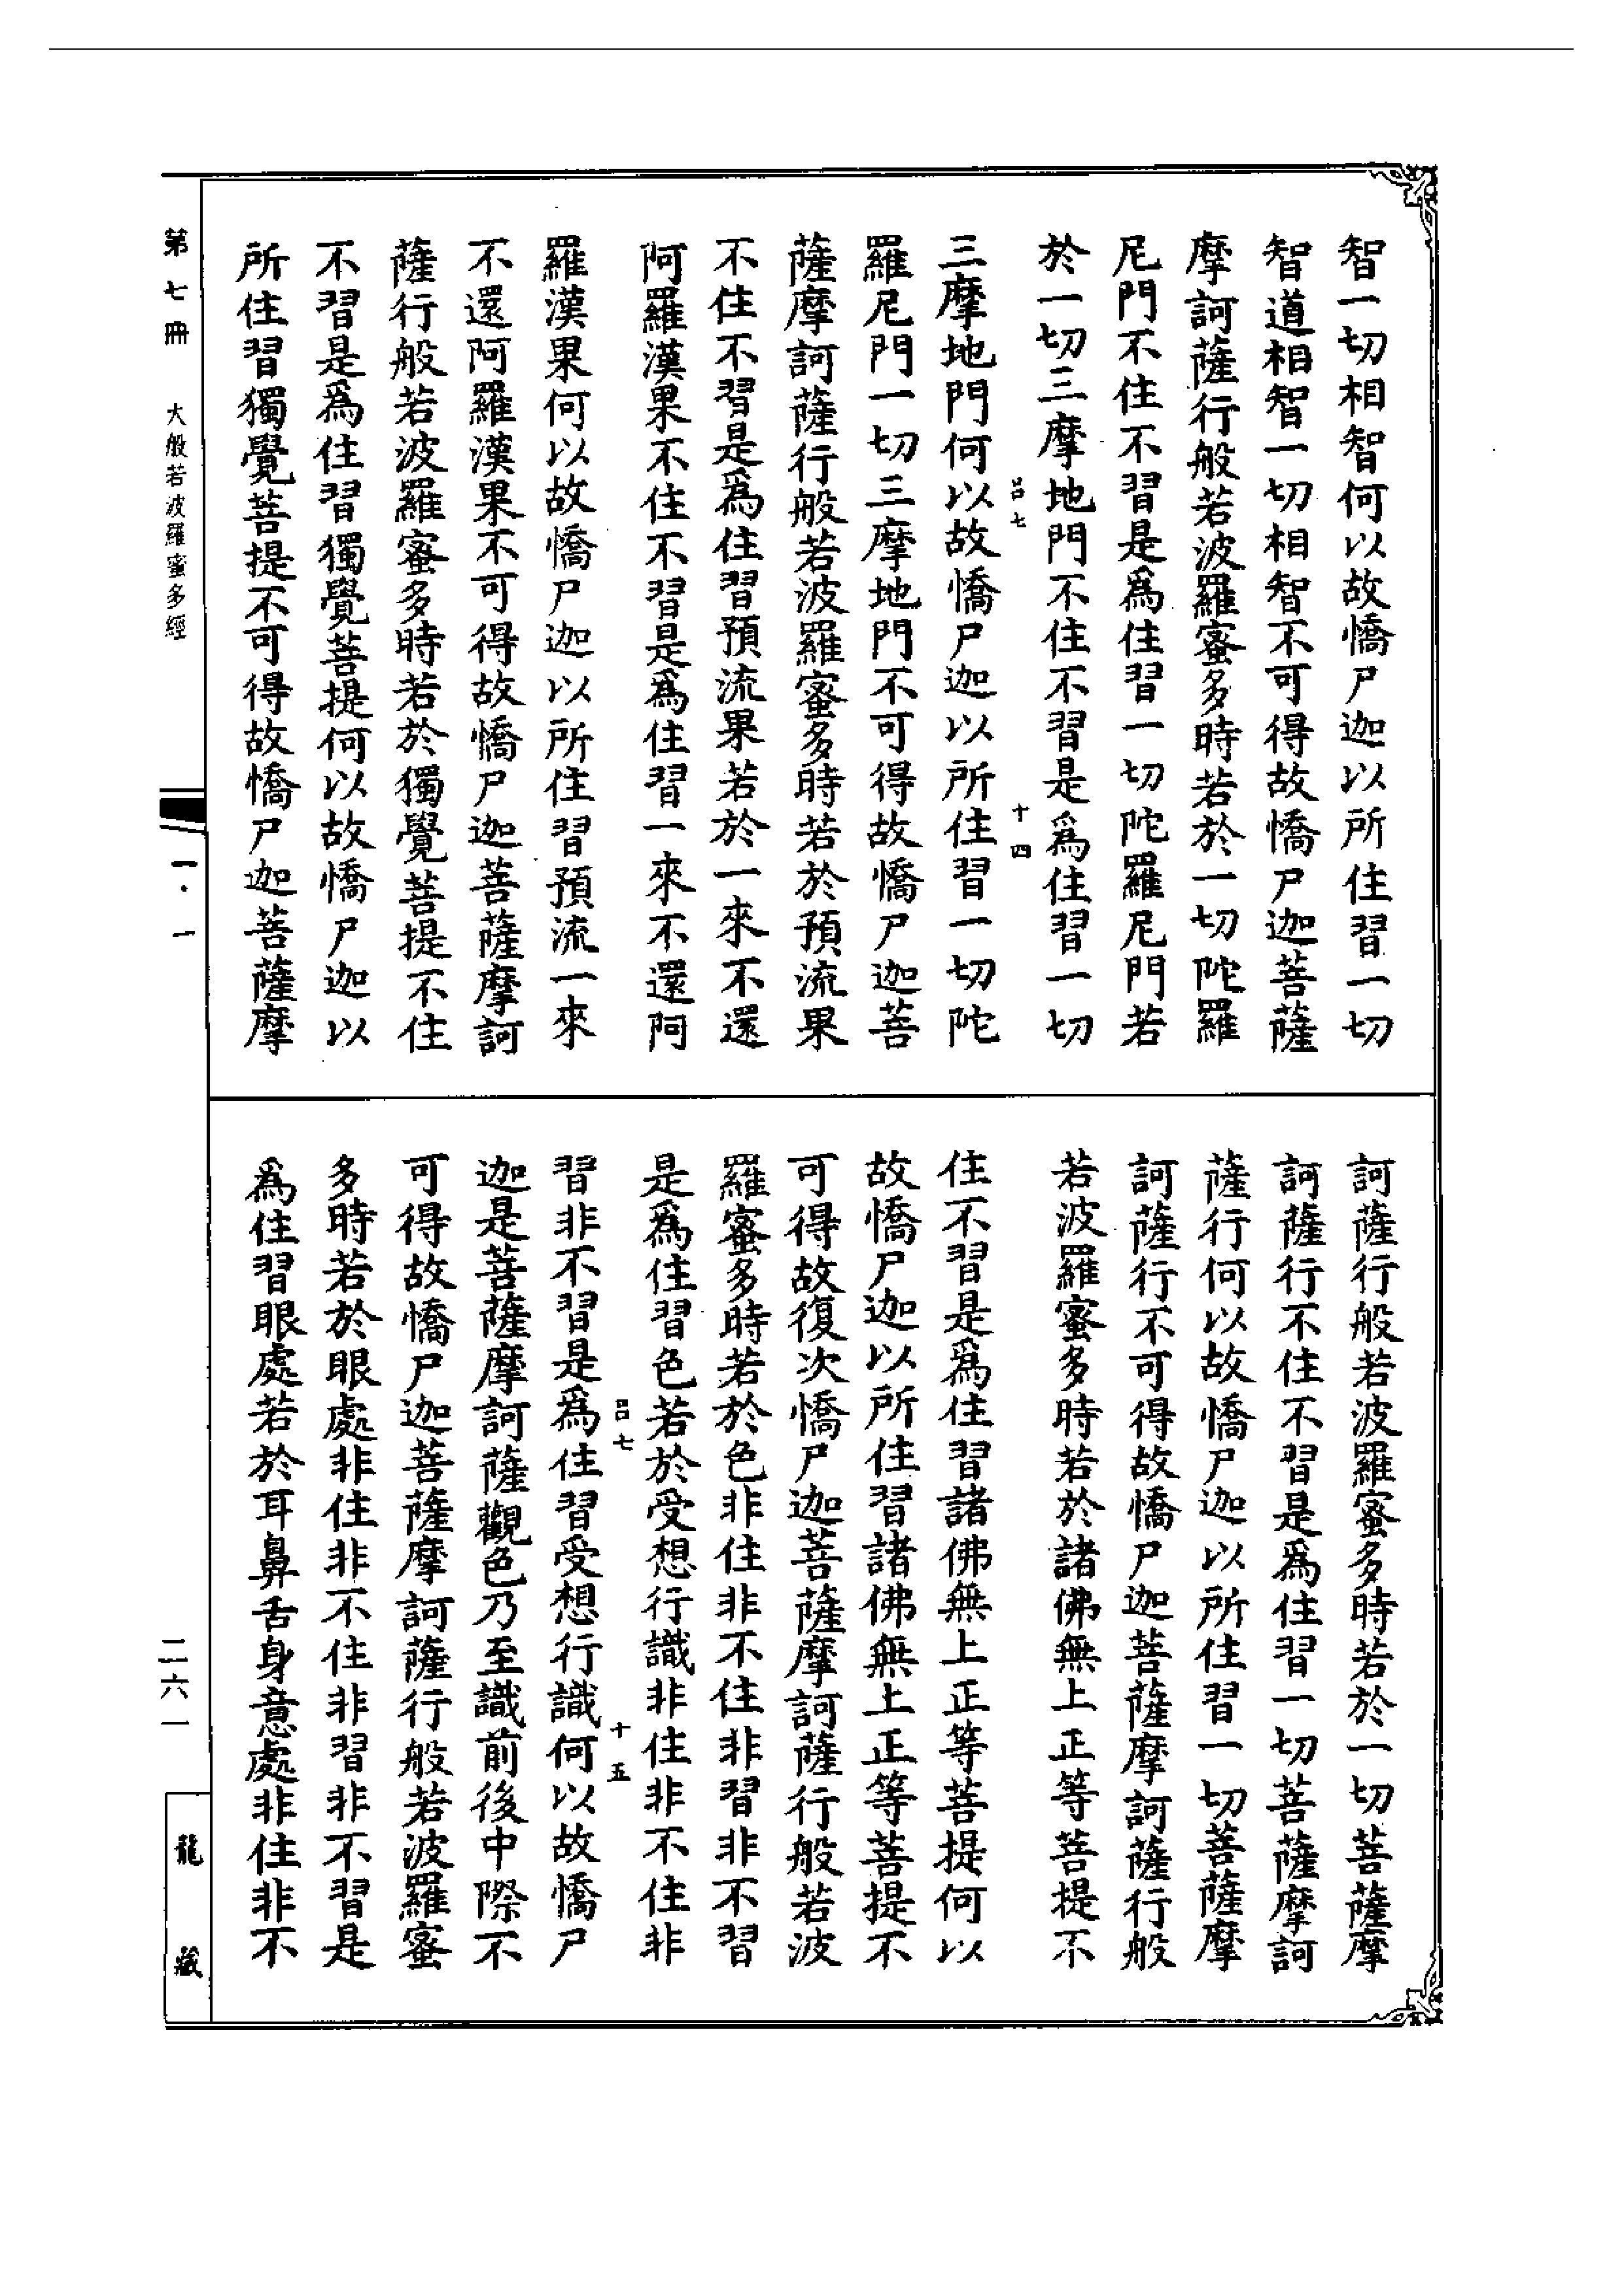 智一切相智何以故憍尸迦以所住習一切
智道相智一切相智不可得故憍尸迦菩薩
摩訶薩行般若波羅蜜多時若於一切陀羅
尼門不住不習是爲住習一切陀羅尼門若
於一切三摩地門不住不習是爲住習一切
呂七 十四
三摩地門何以故憍尸迦以所住習一切陀
羅尼門一切三摩地門不可得故憍尸迦菩
薩摩訶薩行般若波羅蜜多時若於預流果
不住不習是爲住習預流果若於一來不還
阿羅漢果不住不習是爲住習一來不還阿
羅漢果何以故憍尸迦以所住習預流一來
不還阿羅漢果不可得故憍尸迦菩薩摩訶
薩行般若波羅蜜多時若於獨覺菩提不住
不習是爲住習獨覺菩提何以故憍尸迦以
所住習獨覺菩提不可得故憍尸迦菩薩摩
訶薩行般若波羅蜜多時若於一切菩薩摩
訶薩行不住不習是爲住習一切菩薩摩訶
薩行何以故憍尸迦以所住習一切菩薩摩
訶薩行不可得故憍尸迦菩薩摩訶薩行般
若波羅蜜多時若於諸佛無上正等菩提不
住不習是爲住習諸佛無上正等菩提何以
故憍尸迦以所住習諸佛無上正等菩提不
可得故復次憍尸迦菩薩摩訶薩行般若波
羅蜜多時若於色非住非不住非習非不習
是爲住習色若於受想行識非住非不住非
呂七 十五
習非不習是爲住習受想行識何以故憍尸
迦是菩薩摩訶薩觀色乃至識前後中際不
可得故憍尸迦菩薩摩訶薩行般若波羅蜜
多時若於眼處非住非不住非習非不習是
爲住習眼處若於耳鼻舌身意處非住非不
第七冊 大般若波羅蜜多經
一·一
二六一
龍藏